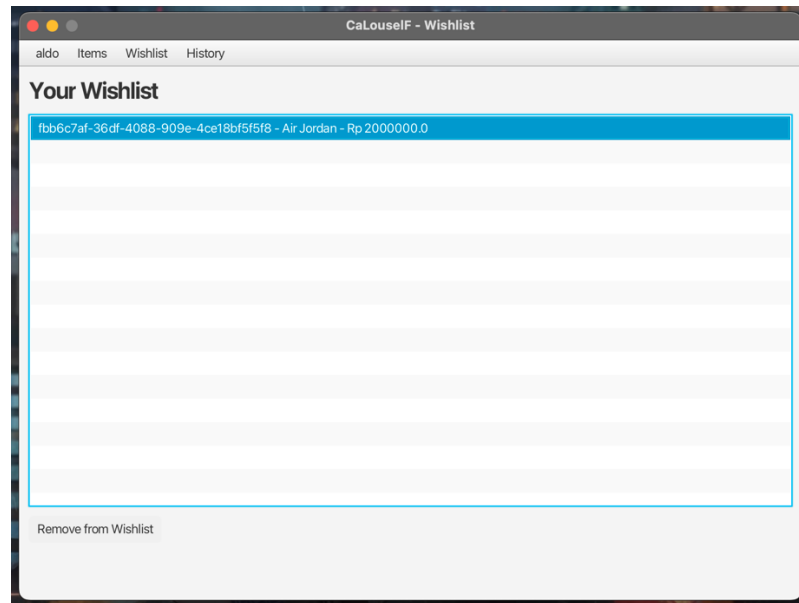 CaLouselF - Wishlist
aldo Items Wishlist History
Your Wishlist
fbb6c7af-36df-4088-909e-4ce18bf5f5f8 - Air Jordan - Rp 2000000.0
Remove from Wishlist